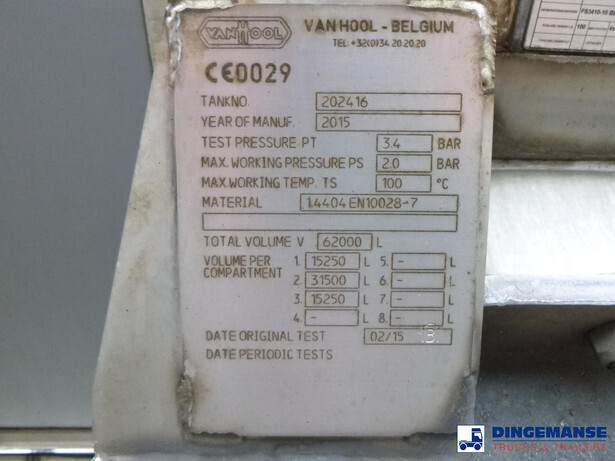 VANHOOL
VANHOOL - BELGIUM
TEL: +32(0)34 20 20 20
CE0029
TANKNO. 202416
YEAR OF MANUF. 2015
TEST PRESSURE PT 3.4 BAR
MAX. WORKING PRESSURE PS 2.0 BAR
MAX. WORKING TEMP. TS 100 °C
MATERIAL 1.4404 EN10028-7
TOTAL VOLUME V 62000 L
VOLUME PER COMPARTMENT
1. 15250 L 5. - L
2. 31500 L 6. - L
3. 15250 L 7. - L
4. - L 8. - L
DATE ORIGINAL TEST 02/15
DATE PERIODIC TESTS
100
DINGEMANSE
TRUCKS & TRAILERS